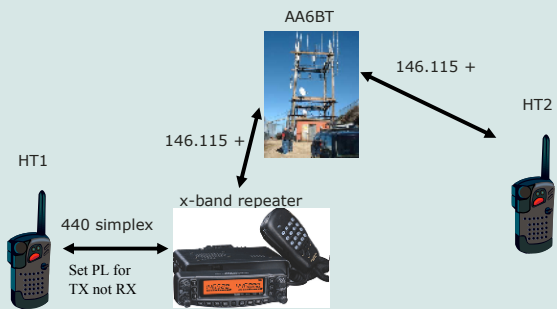 AA6BT
146.115 +
146.115 +
HT2
HT1
x-band repeater
440 simplex
Set PL for
TX not RX